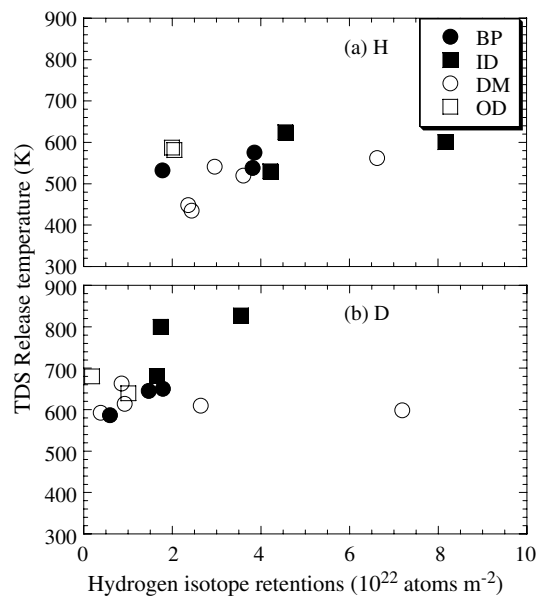 900
800
700
600
500
400
300
(a) H
BP
ID
DM
OD
TDS Release temperature (K)
900
800
700
600
500
400
300
(b) D
0 2 4 6 8 10
Hydrogen isotope retentions (10²² atoms m⁻²)